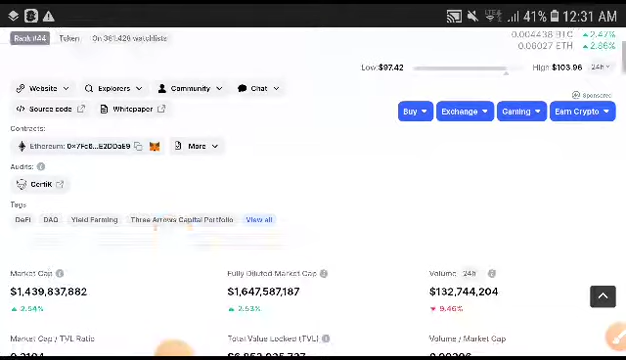 41% 12:31 AM
Rank #44 Token On 361,428 watchlists
0.004438 BTC 2.47%
0.06027 ETH 2.86%
Low: $97.42 High: $103.96 24h
Sponsored
Website Explorers Community Chat
Buy Exchange Gaming Earn Crypto
Source code Whitepaper
Contracts:
Ethereum: 0x7Fc6...E2DDaE9 More
Audits:
CertiK
Tags
DeFi DAO Yield Farming Three Arrows Capital Portfolio View all
Market Cap Fully Diluted Market Cap Volume 24h
$1,439,837,882 $1,647,587,187 $132,744,204
2.54% 2.53% 9.46%
Market Cap / TVL Ratio Total Value Locked (TVL) Volume / Market Cap